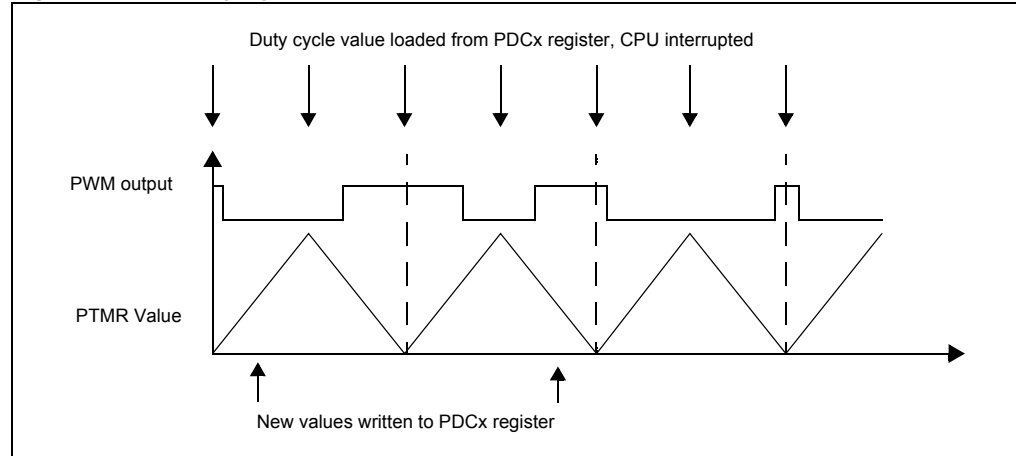 Duty cycle value loaded from PDCx register, CPU interrupted
PWM output
PTMR Value
New values written to PDCx register